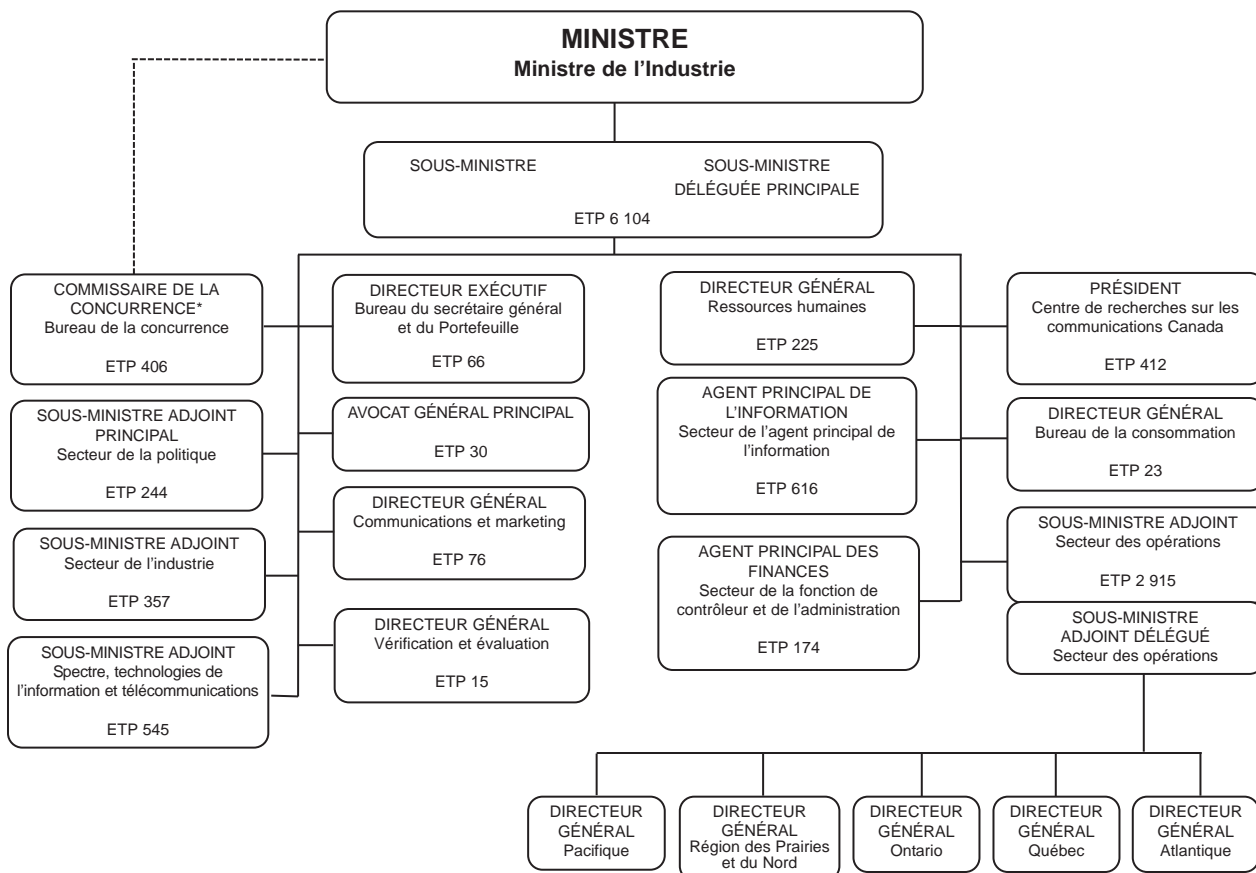 MINISTRE
Ministre de l'Industrie
SOUS-MINISTRE
SOUS-MINISTRE
DÉLÉGUÉE PRINCIPALE
ETP 6 104
COMMISSAIRE DE LA
CONCURRENCE*
Bureau de la concurrence
ETP 406
SOUS-MINISTRE ADJOINT
PRINCIPAL
Secteur de la politique
ETP 244
SOUS-MINISTRE ADJOINT
Secteur de l'industrie
ETP 357
SOUS-MINISTRE ADJOINT
Spectre, technologies de
l'information et télécommunications
ETP 545
DIRECTEUR EXÉCUTIF
Bureau du secrétaire général
et du Portefeuille
ETP 66
AVOCAT GÉNÉRAL PRINCIPAL
ETP 30
DIRECTEUR GÉNÉRAL
Communications et marketing
ETP 76
DIRECTEUR GÉNÉRAL
Vérification et évaluation
ETP 15
DIRECTEUR GÉNÉRAL
Ressources humaines
ETP 225
AGENT PRINCIPAL DE
L'INFORMATION
Secteur de l'agent principal de
l'information
ETP 616
AGENT PRINCIPAL DES
FINANCES
Secteur de la fonction de
contrôleur et de l'administration
ETP 174
PRÉSIDENT
Centre de recherches sur les
communications Canada
ETP 412
DIRECTEUR GÉNÉRAL
Bureau de la consommation
ETP 23
SOUS-MINISTRE ADJOINT
Secteur des opérations
ETP 2 915
SOUS-MINISTRE
ADJOINT DÉLÉGUÉ
Secteur des opérations
DIRECTEUR
GÉNÉRAL
Pacifique
DIRECTEUR
GÉNÉRAL
Région des Prairies
et du Nord
DIRECTEUR
GÉNÉRAL
Ontario
DIRECTEUR
GÉNÉRAL
Québec
DIRECTEUR
GÉNÉRAL
Atlantique